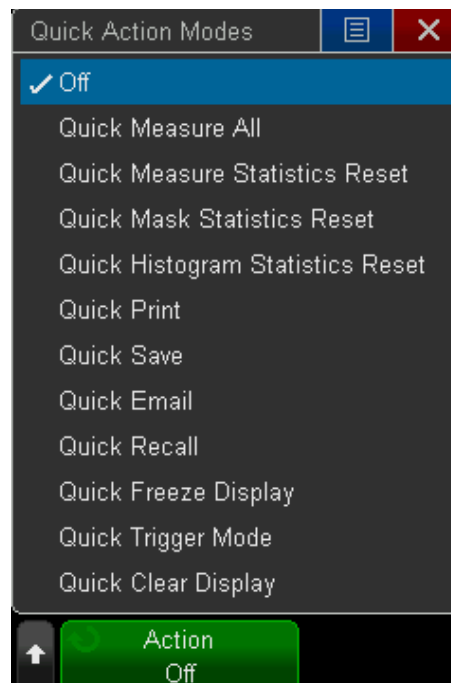 Quick Action Modes
Off
Quick Measure All
Quick Measure Statistics Reset
Quick Mask Statistics Reset
Quick Histogram Statistics Reset
Quick Print
Quick Save
Quick Email
Quick Recall
Quick Freeze Display
Quick Trigger Mode
Quick Clear Display
Action
Off